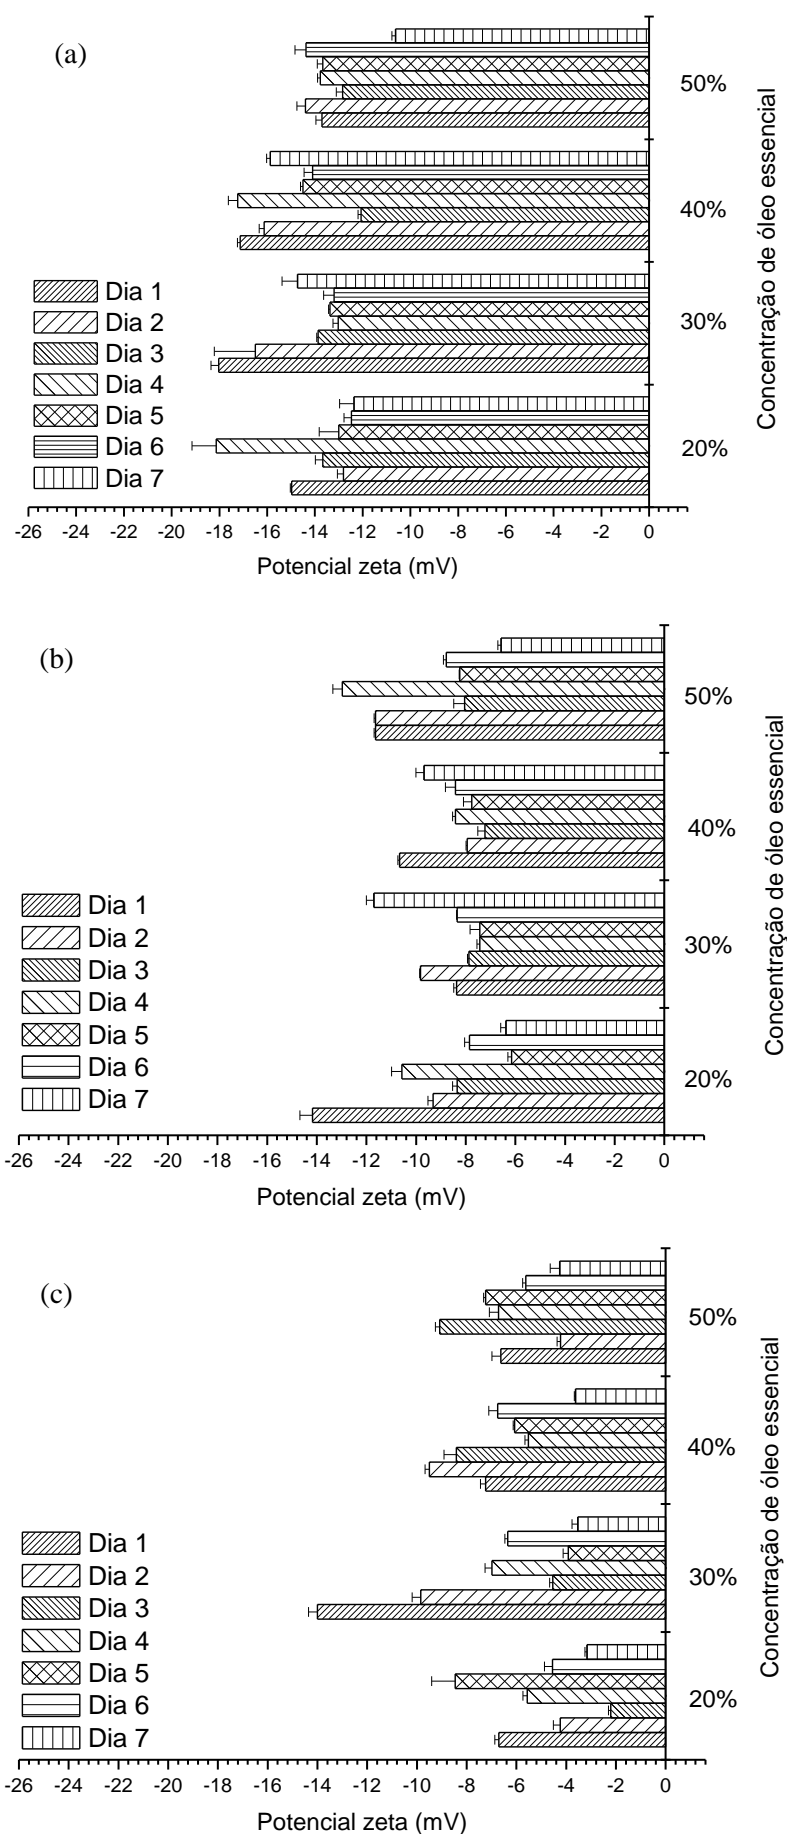 (a)
50%
40%
30%
20%
Concentração de óleo essencial
Dia 1
Dia 2
Dia 3
Dia 4
Dia 5
Dia 6
Dia 7
-26 -24 -22 -20 -18 -16 -14 -12 -10 -8 -6 -4 -2 0
Potencial zeta (mV)
(b)
50%
40%
30%
20%
Concentração de óleo essencial
Dia 1
Dia 2
Dia 3
Dia 4
Dia 5
Dia 6
Dia 7
-26 -24 -22 -20 -18 -16 -14 -12 -10 -8 -6 -4 -2 0
Potencial zeta (mV)
(c)
50%
40%
30%
20%
Concentração de óleo essencial
Dia 1
Dia 2
Dia 3
Dia 4
Dia 5
Dia 6
Dia 7
-26 -24 -22 -20 -18 -16 -14 -12 -10 -8 -6 -4 -2 0
Potencial zeta (mV)